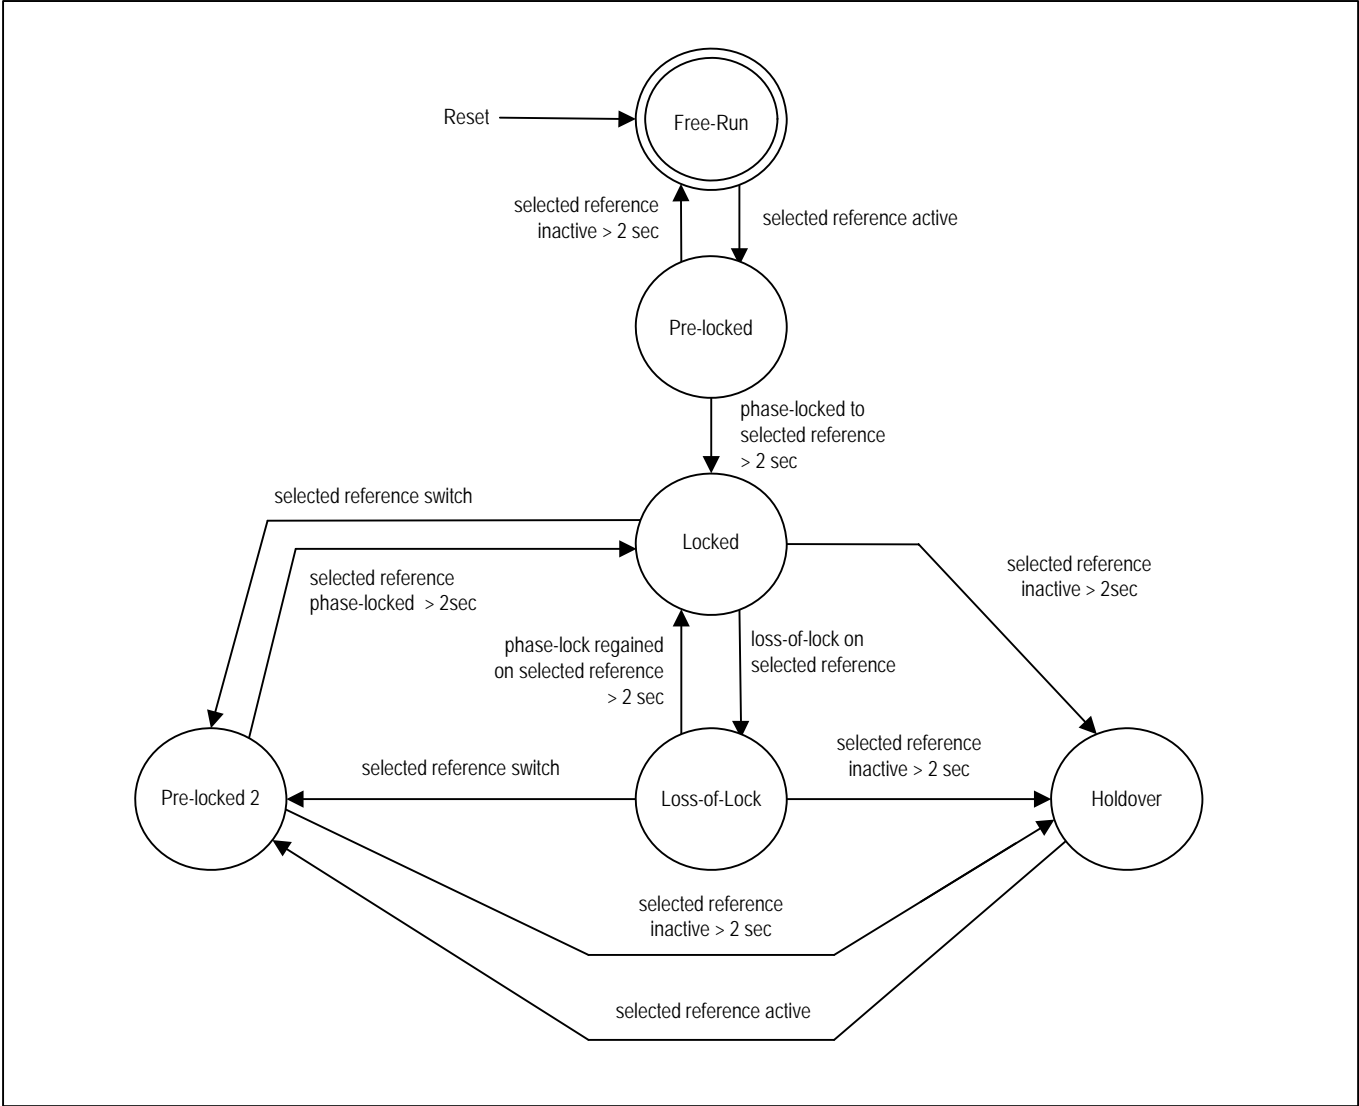 Reset
Free-Run
selected reference
inactive > 2 sec
selected reference active
Pre-locked
phase-locked to
selected reference
> 2 sec
selected reference switch
Locked
selected reference
inactive > 2sec
selected reference
phase-locked > 2sec
phase-lock regained
on selected reference
> 2 sec
loss-of-lock on
selected reference
selected reference
inactive > 2 sec
selected reference switch
Pre-locked 2
Loss-of-Lock
Holdover
selected reference
inactive > 2 sec
selected reference active